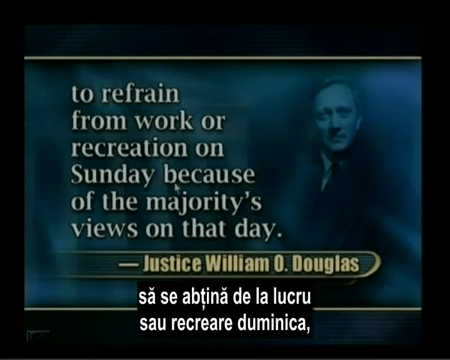 to refrain
from work or
recreation on
Sunday because
of the majority's
views on that day.
— Justice William O. Douglas
să se abțină de la lucru
sau recreare duminica,